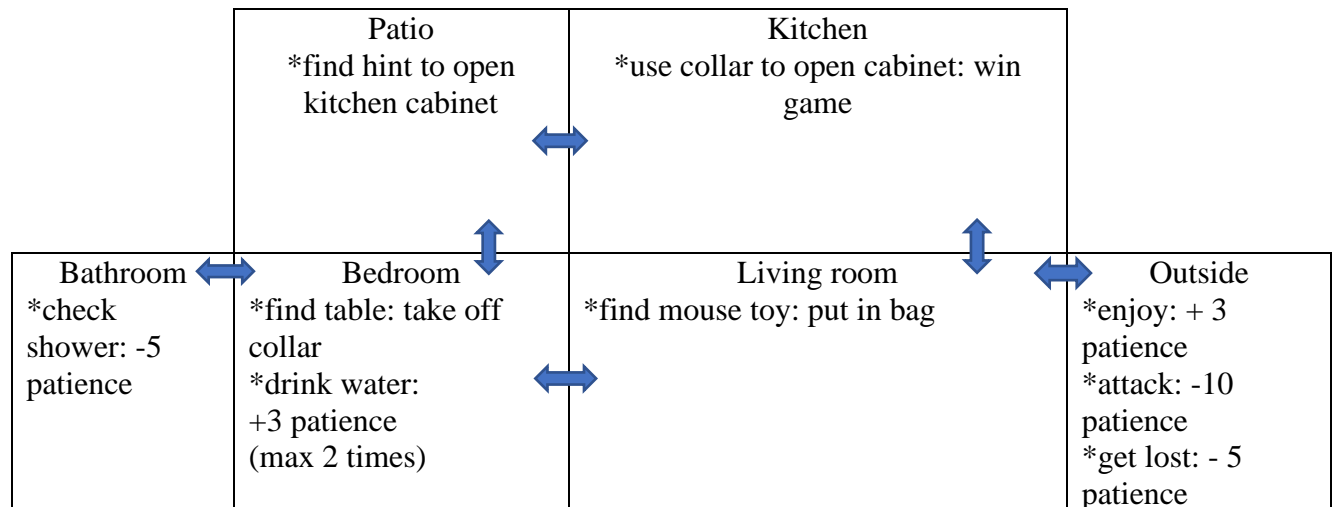 Patio
*find hint to open
kitchen cabinet
Kitchen
*use collar to open cabinet: win
game
Bathroom
*check
shower: -5
patience
Bedroom
*find table: take off
collar
*drink water:
+3 patience
(max 2 times)
Living room
*find mouse toy: put in bag
Outside
*enjoy: + 3
patience
*attack: -10
patience
*get lost: - 5
patience